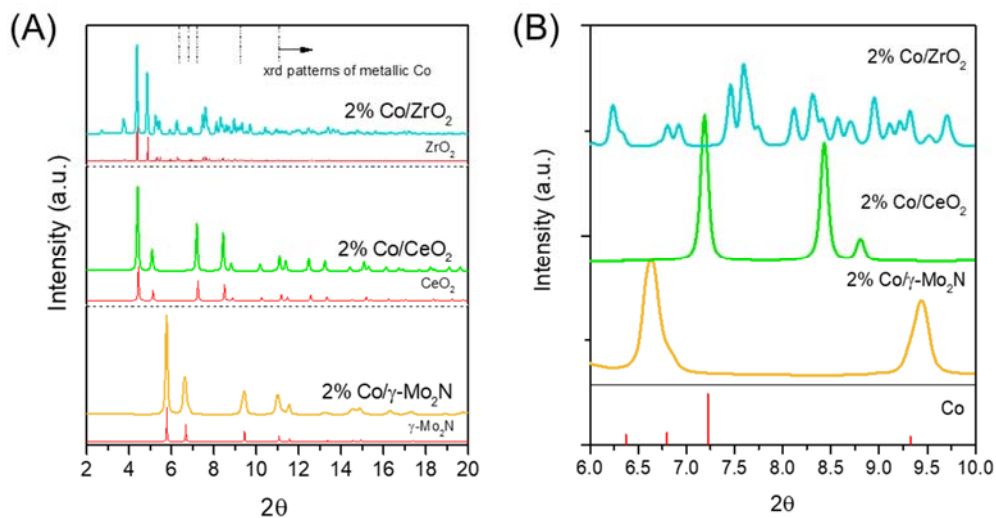 (A)
Intensity (a.u.)
xrd patterns of metallic Co
2% Co/ZrO₂
ZrO₂
2% Co/CeO₂
CeO₂
2% Co/γ-Mo₂N
γ-Mo₂N
2 4 6 8 10 12 14 16 18 20
2θ
(B)
Intensity (a.u.)
2% Co/ZrO₂
2% Co/CeO₂
2% Co/γ-Mo₂N
Co
6.0 6.5 7.0 7.5 8.0 8.5 9.0 9.5 10.0
2θ